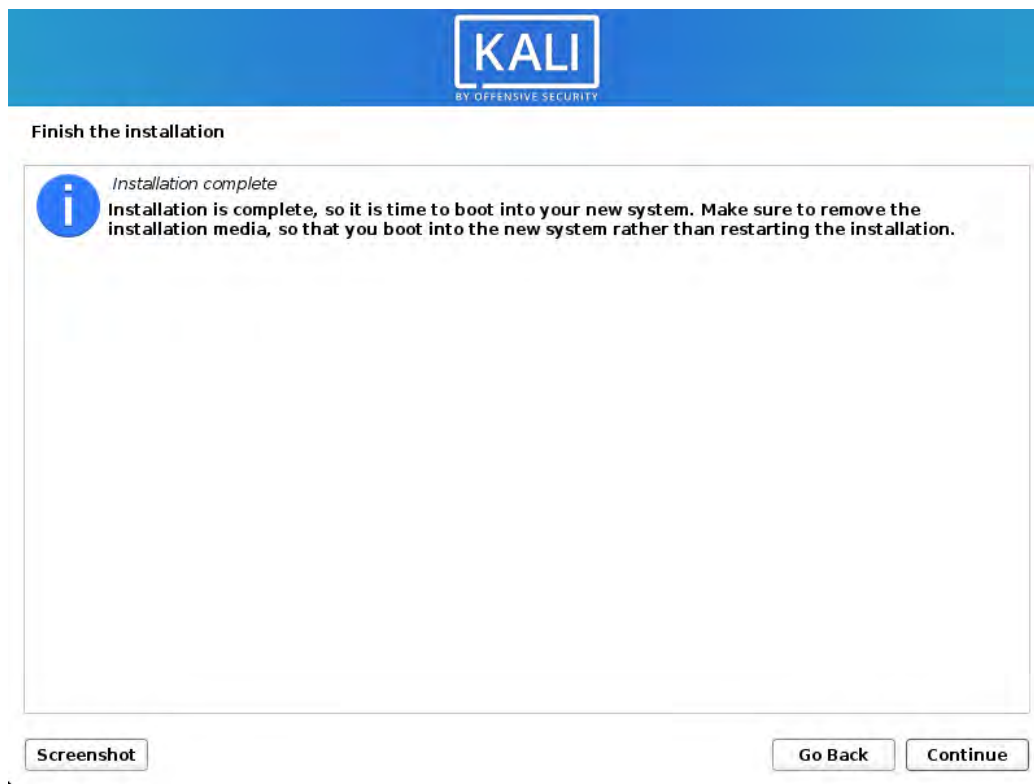 KALI
BY OFFENSIVE SECURITY
Finish the installation
Installation complete
Installation is complete, so it is time to boot into your new system. Make sure to remove the
installation media, so that you boot into the new system rather than restarting the installation.
Screenshot
Go Back
Continue